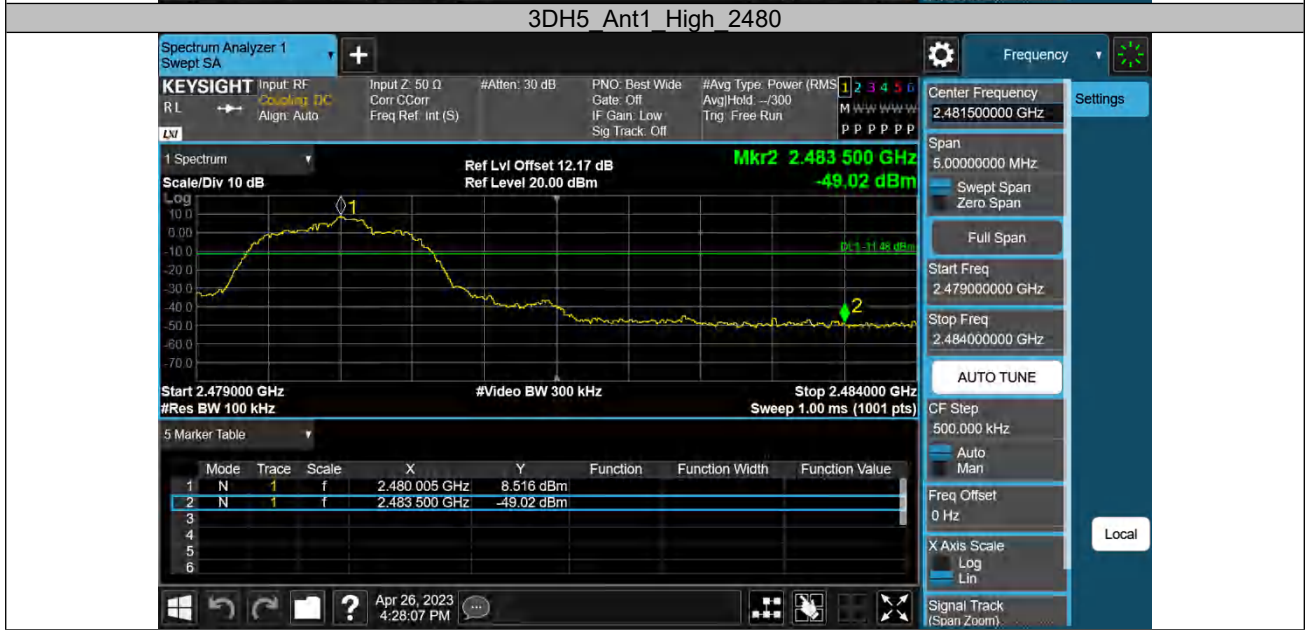 3DH5_Ant1_High_2480
Spectrum Analyzer 1
Swept SA
Frequency
KEYSIGHT
R L
LXI
Input: RF
Coupling: DC
Align: Auto
Input Z: 50 Ω
Corr CCorr
Freq Ref: Int (S)
#Atten: 30 dB
PNO: Best Wide
Gate: Off
IF Gain: Low
Sig Track: Off
#Avg Type: Power (RMS
Avg|Hold: --/300
Trig: Free Run
1 2 3 4 5 6
M W W W W W
P P P P P P
1 Spectrum
Scale/Div 10 dB
Ref Lvl Offset 12.17 dB
Ref Level 20.00 dBm
Mkr2 2.483 500 GHz
-49.02 dBm
Log
10.0
0.00
-10.0
-20.0
-30.0
-40.0
-50.0
-60.0
-70.0
1
DL1 -11.48 dBm
2
Start 2.479000 GHz
#Res BW 100 kHz
#Video BW 300 kHz
Stop 2.484000 GHz
Sweep 1.00 ms (1001 pts)
5 Marker Table
Mode Trace Scale X Y Function Function Width Function Value
1 N 1 f 2.480 005 GHz 8.516 dBm
2 N 1 f 2.483 500 GHz -49.02 dBm
3
4
5
6
?
Apr 26, 2023
4:28:07 PM
Center Frequency
2.481500000 GHz
Settings
Span
5.00000000 MHz
Swept Span
Zero Span
Full Span
Start Freq
2.479000000 GHz
Stop Freq
2.484000000 GHz
AUTO TUNE
CF Step
500.000 kHz
Auto
Man
Freq Offset
0 Hz
X Axis Scale
Log
Lin
Local
Signal Track
(Span Zoom)